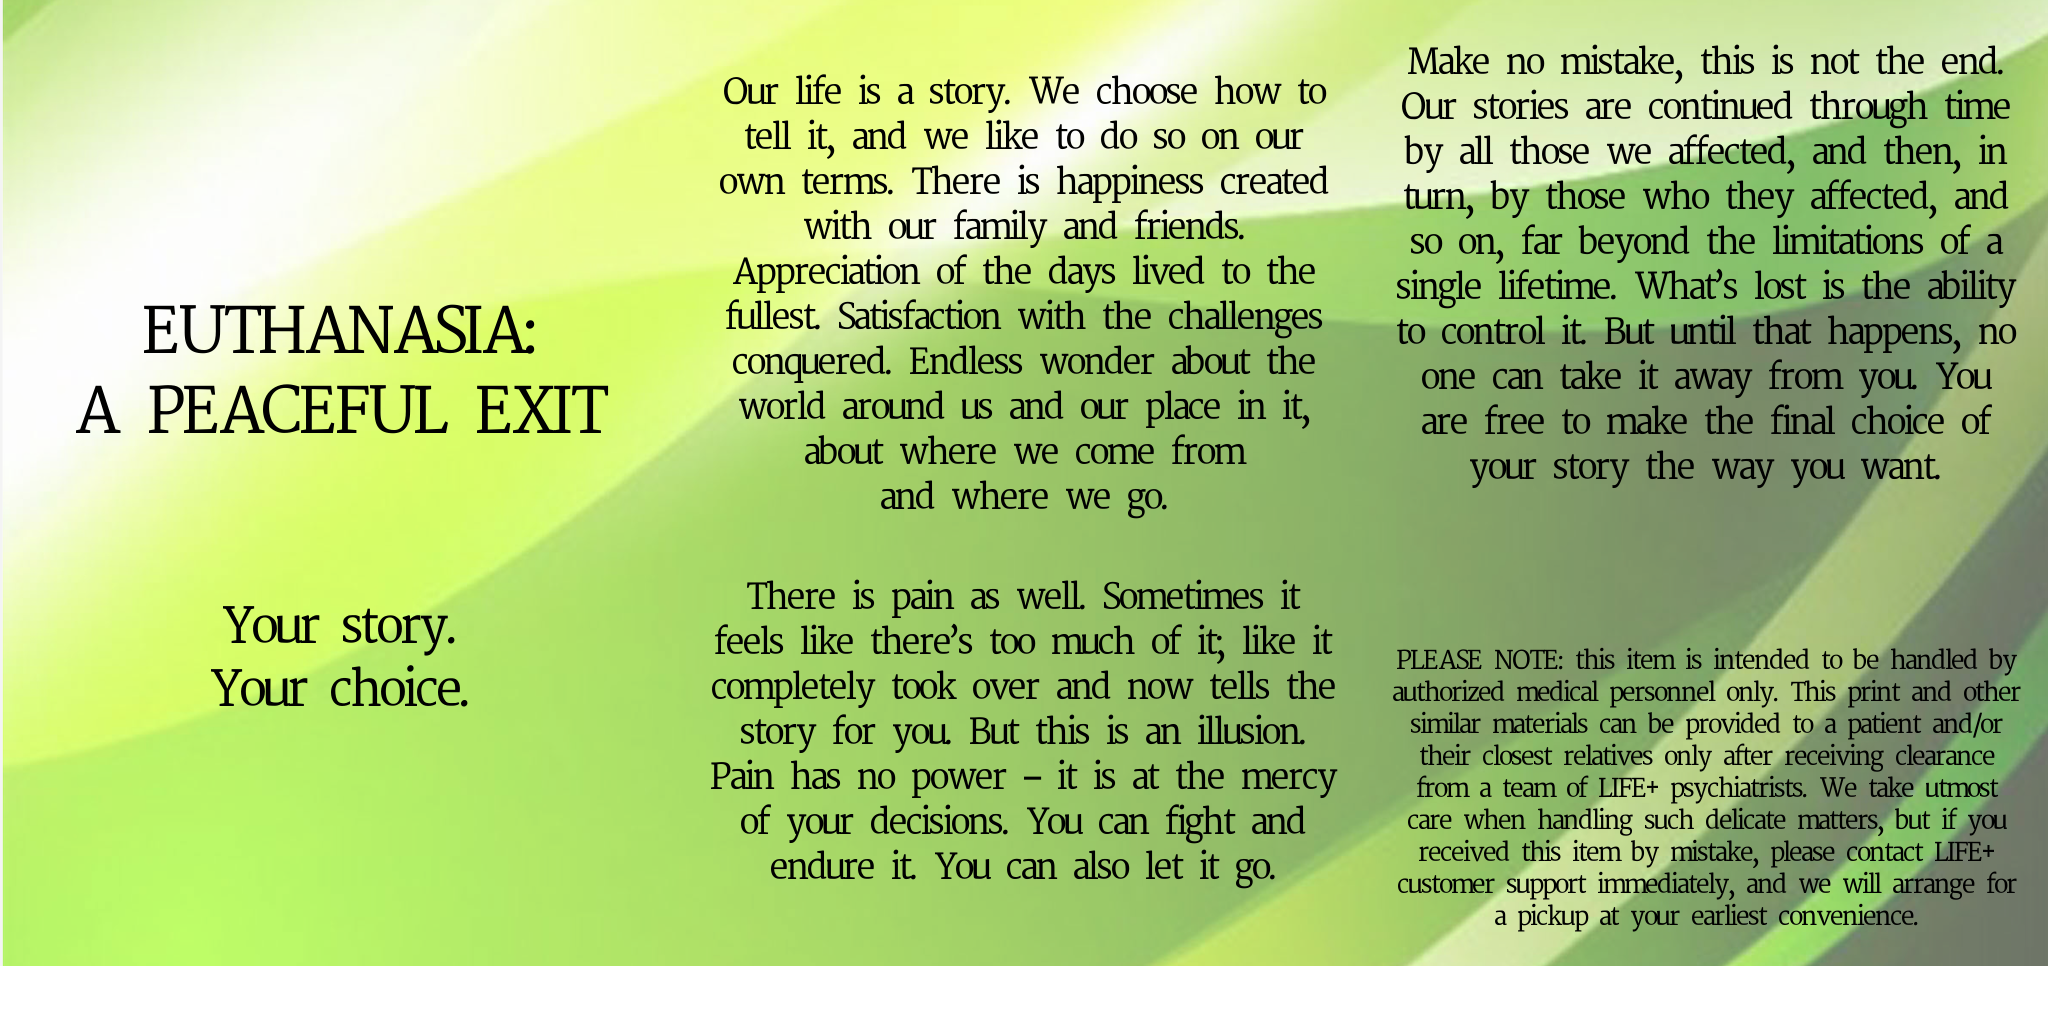 EUTHANASIA:
A PEACEFUL EXIT
Your story.
Your choice.
Our life is a story. We choose how to
tell it, and we like to do so on our
own terms. There is happiness created
with our family and friends.
Appreciation of the days lived to the
fullest. Satisfaction with the challenges
conquered. Endless wonder about the
world around us and our place in it,
about where we come from
and where we go.
There is pain as well. Sometimes it
feels like there’s too much of it; like it
completely took over and now tells the
story for you. But this is an illusion.
Pain has no power – it is at the mercy
of your decisions. You can fight and
endure it. You can also let it go.
Make no mistake, this is not the end.
Our stories are continued through time
by all those we affected, and then, in
turn, by those who they affected, and
so on, far beyond the limitations of a
single lifetime. What’s lost is the ability
to control it. But until that happens, no
one can take it away from you. You
are free to make the final choice of
your story the way you want.
PLEASE NOTE: this item is intended to be handled by
authorized medical personnel only. This print and other
similar materials can be provided to a patient and/or
their closest relatives only after receiving clearance
from a team of LIFE+ psychiatrists. We take utmost
care when handling such delicate matters, but if you
received this item by mistake, please contact LIFE+
customer support immediately, and we will arrange for
a pickup at your earliest convenience.